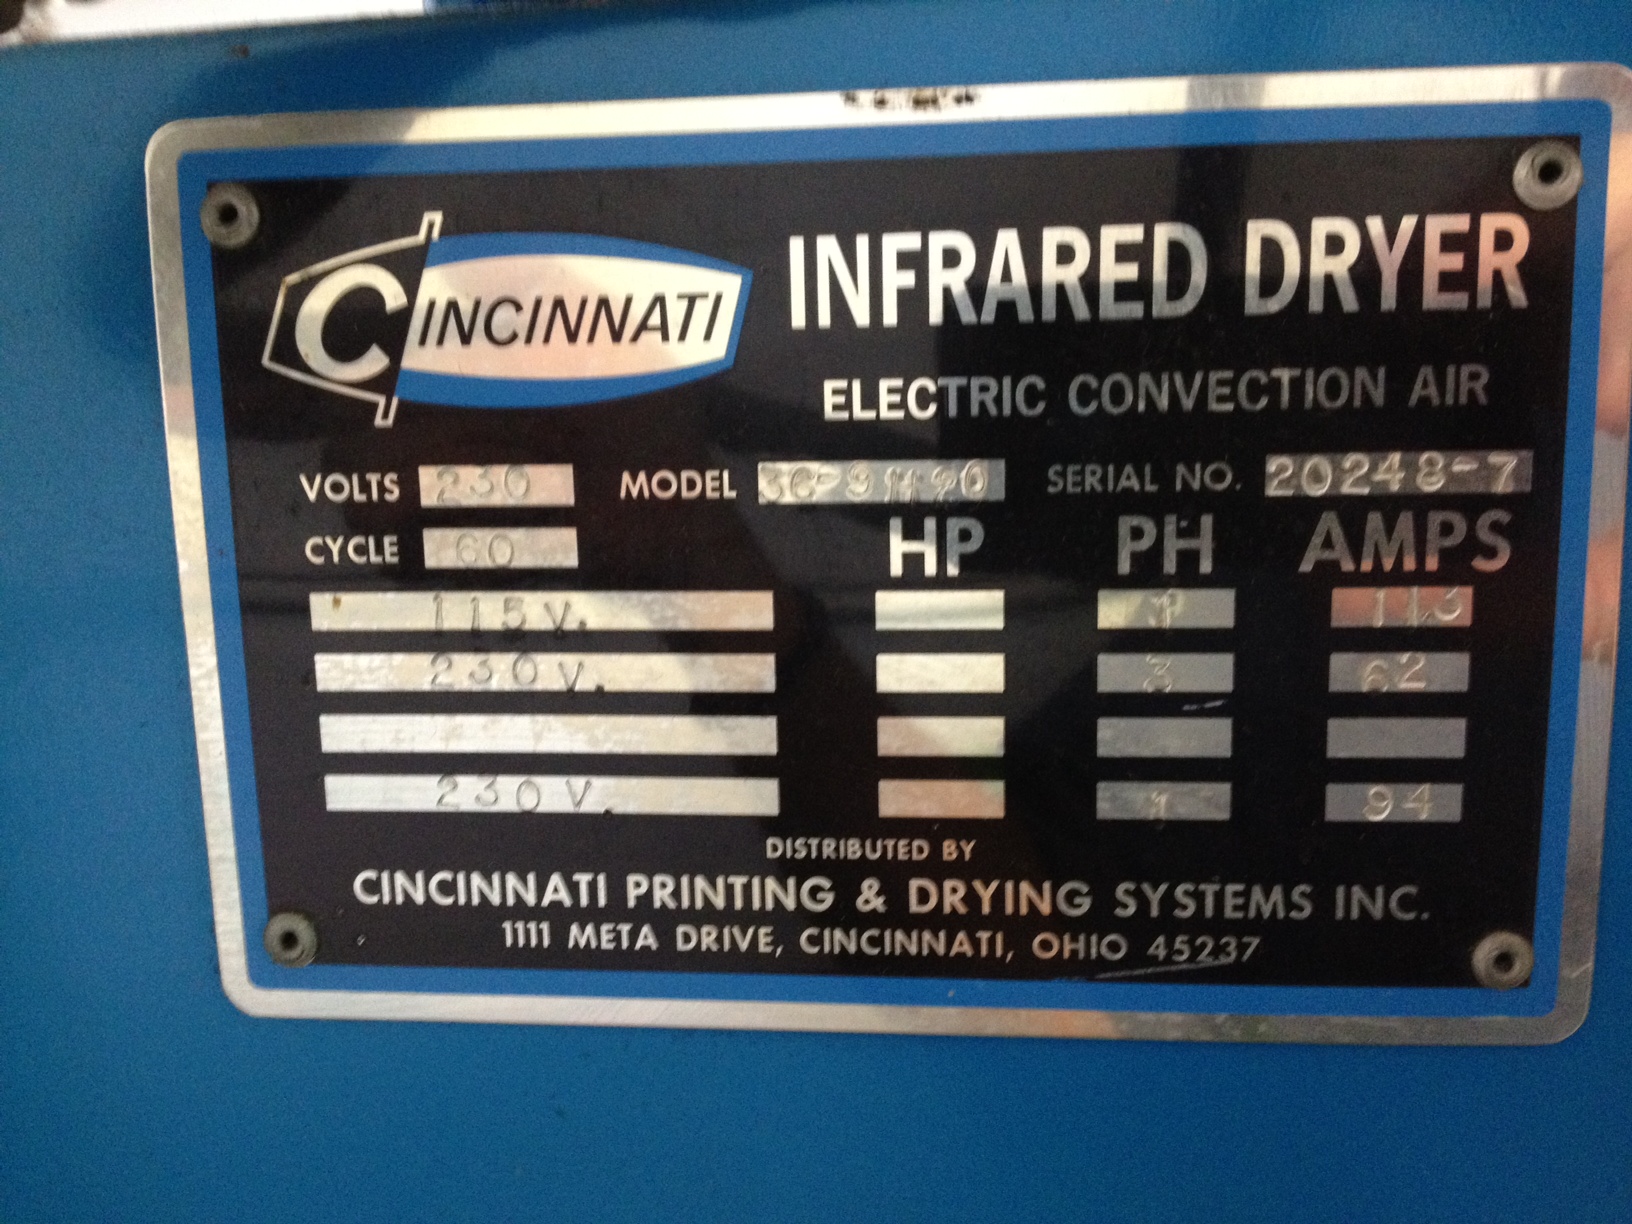 CINCINNATI
INFRARED DRYER
ELECTRIC CONVECTION AIR
VOLTS 230 MODEL SERIAL NO. 20248-7
CYCLE 60 HP PH AMPS
115V. 113
230V. 3 62
230V. 1 94
DISTRIBUTED BY
CINCINNATI PRINTING & DRYING SYSTEMS INC.
1111 META DRIVE, CINCINNATI, OHIO 45237